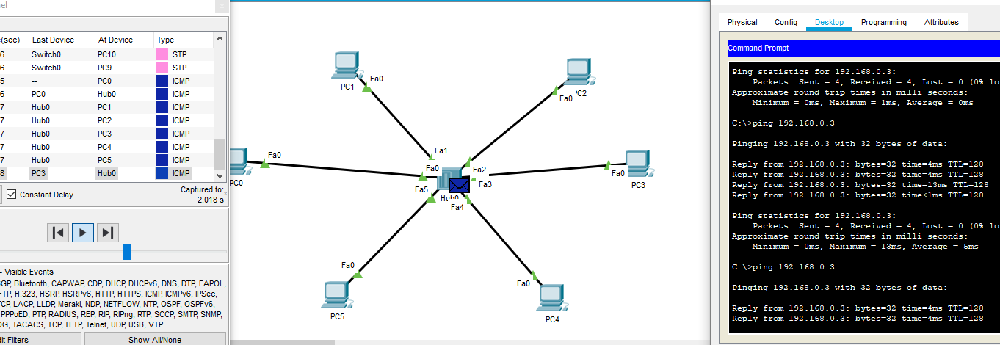 nel
e(sec) Last Device At Device Type
6 Switch0 PC10 STP
6 Switch0 PC9 STP
5 -- PC0 ICMP
6 PC0 Hub0 ICMP
7 Hub0 PC1 ICMP
7 Hub0 PC2 ICMP
7 Hub0 PC3 ICMP
7 Hub0 PC4 ICMP
7 Hub0 PC5 ICMP
8 PC3 Hub0 ICMP
Constant Delay
Captured to:
2.018 s
- Visible Events
GP, Bluetooth, CAPWAP, CDP, DHCP, DHCPv6, DNS, DTP, EAPOL,
FTP, H.323, HSRP, HSRPv6, HTTP, HTTPS, ICMP, ICMPv6, IPSec,
CP, LACP, LLDP, Meraki, NDP, NETFLOW, NTP, OSPF, OSPFv6,
PPPoED, PTP, RADIUS, REP, RIP, RIPng, RTP, SCCP, SMTP, SNMP,
OG, TACACS, TCP, TFTP, Telnet, UDP, USB, VTP
dit Filters
Show All/None
PC1
Fa0
PC2
Fa0
PC0
Fa0
Fa1
Fa0
Fa2
Fa3
Fa5
Hub0
Fa4
Fa0
PC3
Fa0
PC5
Fa0
PC4
Physical Config Desktop Programming Attributes
Command Prompt
Ping statistics for 192.168.0.3:
Packets: Sent = 4, Received = 4, Lost = 0 (0% lo
Approximate round trip times in milli-seconds:
Minimum = 0ms, Maximum = 1ms, Average = 0ms
C:\>ping 192.168.0.3
Pinging 192.168.0.3 with 32 bytes of data:
Reply from 192.168.0.3: bytes=32 time=4ms TTL=128
Reply from 192.168.0.3: bytes=32 time=4ms TTL=128
Reply from 192.168.0.3: bytes=32 time=13ms TTL=128
Reply from 192.168.0.3: bytes=32 time<1ms TTL=128
Ping statistics for 192.168.0.3:
Packets: Sent = 4, Received = 4, Lost = 0 (0% lo
Approximate round trip times in milli-seconds:
Minimum = 0ms, Maximum = 13ms, Average = 5ms
C:\>ping 192.168.0.3
Pinging 192.168.0.3 with 32 bytes of data:
Reply from 192.168.0.3: bytes=32 time=4ms TTL=128
Reply from 192.168.0.3: bytes=32 time=4ms TTL=128